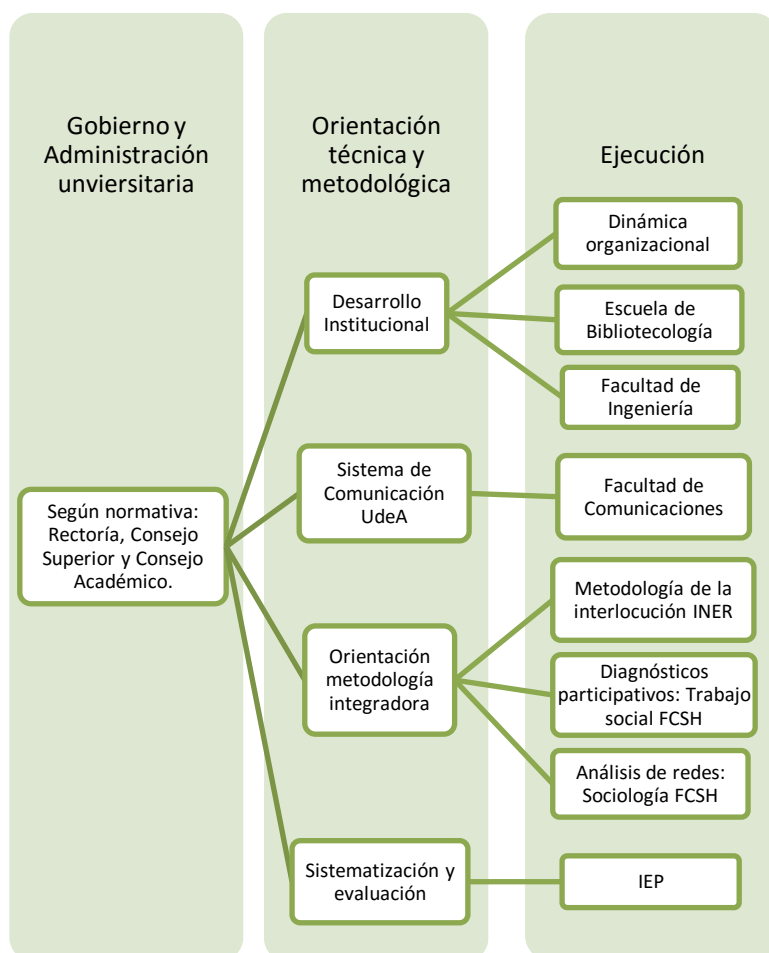 Gobierno y
Administración
unviersitaria
Orientación
técnica y
metodológica
Ejecución
Según normativa:
Rectoría, Consejo
Superior y Consejo
Académico.
Desarrollo
Institucional
Dinámica
organizacional
Escuela de
Bibliotecología
Facultad de
Ingeniería
Sistema de
Comunicación
UdeA
Facultad de
Comunicaciones
Orientación
metodología
integradora
Metodología de la
interlocución INER
Diagnósticos
participativos: Trabajo
social FCSH
Análisis de redes:
Sociología FCSH
Sistematización y
evaluación
IEP